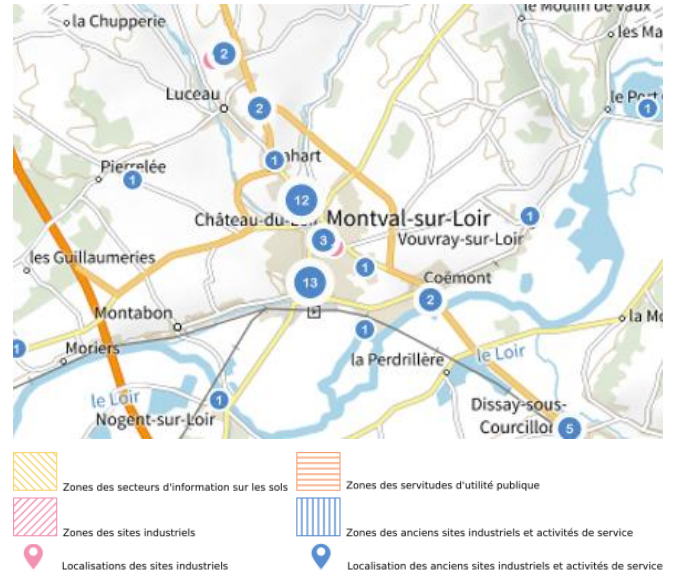 le Moulin de Vaux
la Chupperie
les Ma
2
Luceau
2
le Port
1
1
nhart
Pierrelée
1
12
Château-du-Loir
Montval-sur-Loir
1
3
Vouvray-sur-Loir
les Guillaumeries
1
13
Coëmont
2
Montabon
la Mo
1
1
Moriers
la Perdrillère
le Loir
le Loir
1
Nogent-sur-Loir
Dissay-sous-
Courcillon
5
Zones des secteurs d'information sur les sols
Zones des servitudes d'utilité publique
Zones des sites industriels
Zones des anciens sites industriels et activités de service
Localisations des sites industriels
Localisation des anciens sites industriels et activités de service